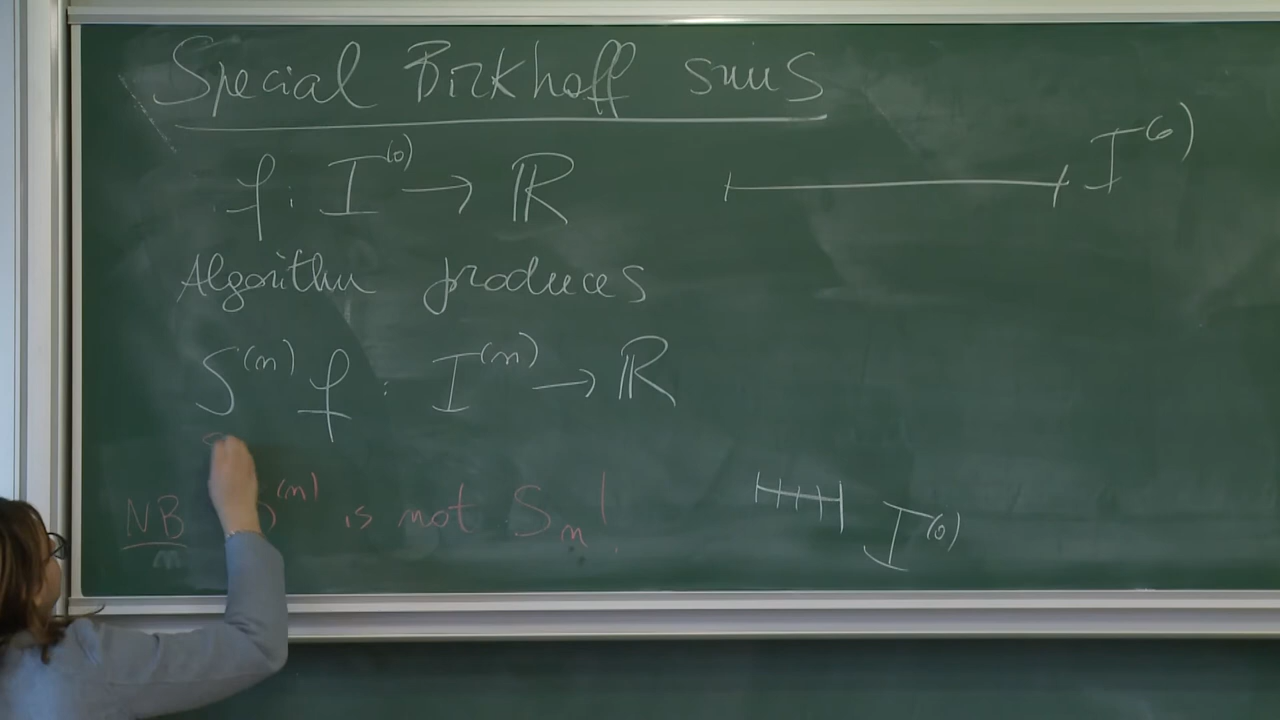 Special Birkhoff sums
f : I^(0) → ℝ
I^(0)
Algorithm produces
S^(n) f : I^(n) → ℝ
NB S^(n) is not S_n!
I^(0)